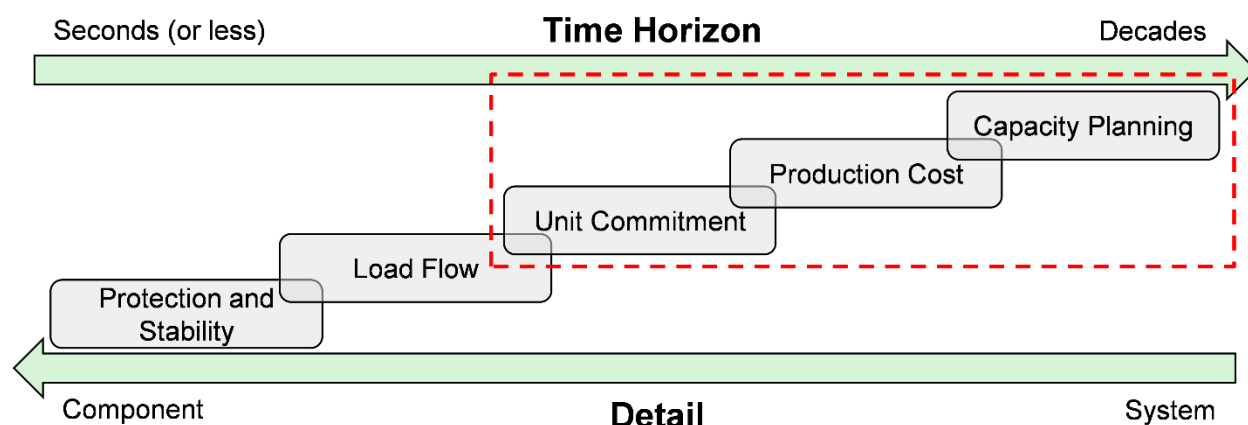 Seconds (or less)
Time Horizon
Decades
Capacity Planning
Production Cost
Unit Commitment
Load Flow
Protection and
Stability
Component
Detail
System